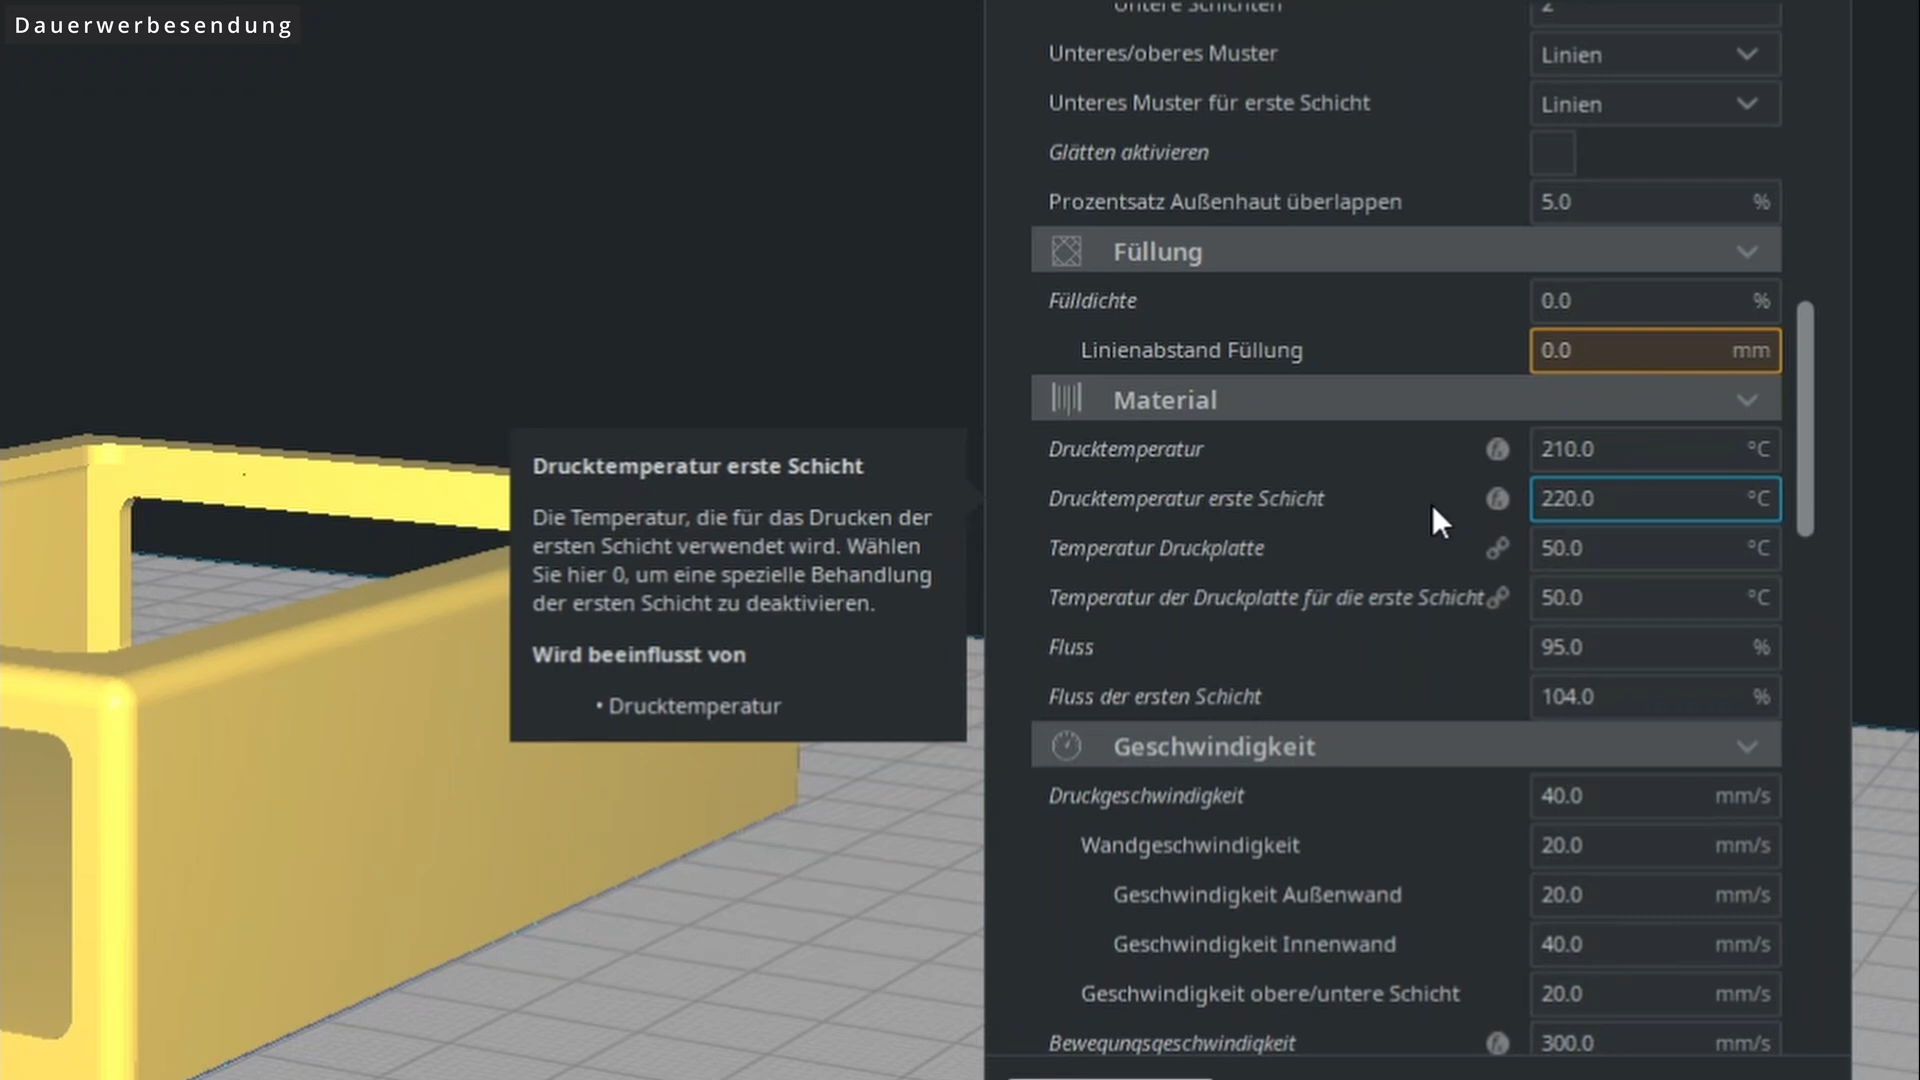 Dauerwerbesendung
Untere Schichten 2
Unteres/oberes Muster Linien
Unteres Muster für erste Schicht Linien
Glätten aktivieren
Prozentsatz Außenhaut überlappen 5.0 %
Füllung
Fülldichte 0.0 %
Linienabstand Füllung 0.0 mm
Material
Drucktemperatur 210.0 °C
Drucktemperatur erste Schicht 220.0 °C
Temperatur Druckplatte 50.0 °C
Temperatur der Druckplatte für die erste Schicht 50.0 °C
Fluss 95.0 %
Fluss der ersten Schicht 104.0 %
Geschwindigkeit
Druckgeschwindigkeit 40.0 mm/s
Wandgeschwindigkeit 20.0 mm/s
Geschwindigkeit Außenwand 20.0 mm/s
Geschwindigkeit Innenwand 40.0 mm/s
Geschwindigkeit obere/untere Schicht 20.0 mm/s
Bewegungsgeschwindigkeit 300.0 mm/s
Drucktemperatur erste Schicht
Die Temperatur, die für das Drucken der
ersten Schicht verwendet wird. Wählen
Sie hier 0, um eine spezielle Behandlung
der ersten Schicht zu deaktivieren.
Wird beeinflusst von
• Drucktemperatur